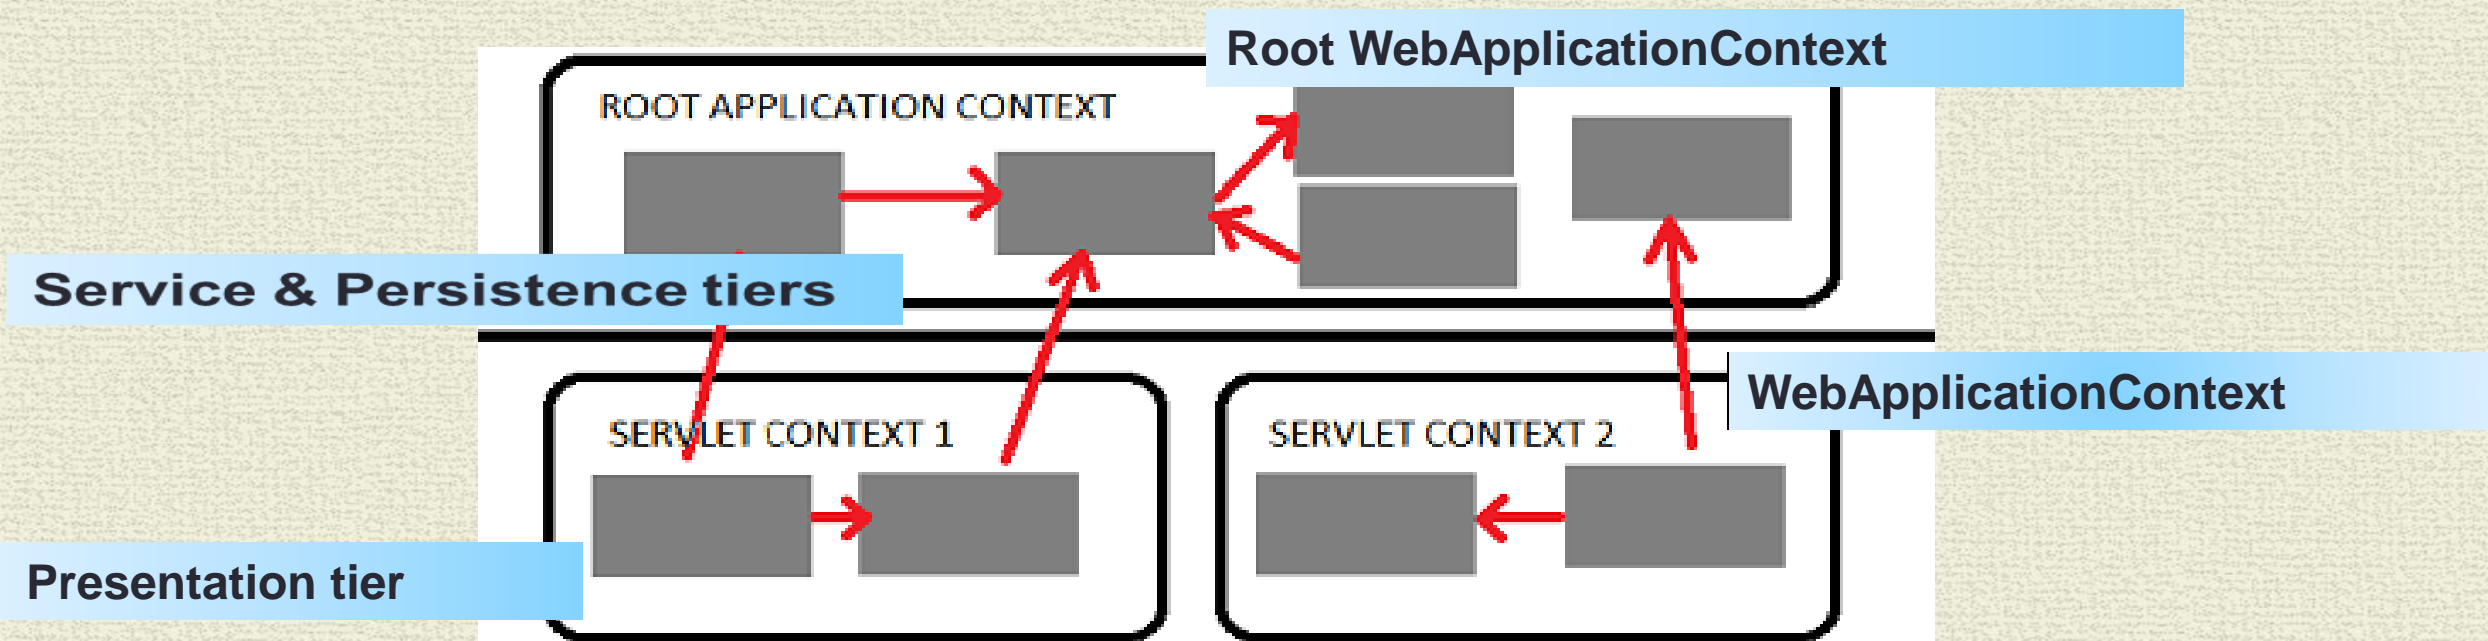 Root WebApplicationContext
ROOT APPLICATION CONTEXT
Service & Persistence tiers
WebApplicationContext
SERVLET CONTEXT 1
SERVLET CONTEXT 2
Presentation tier